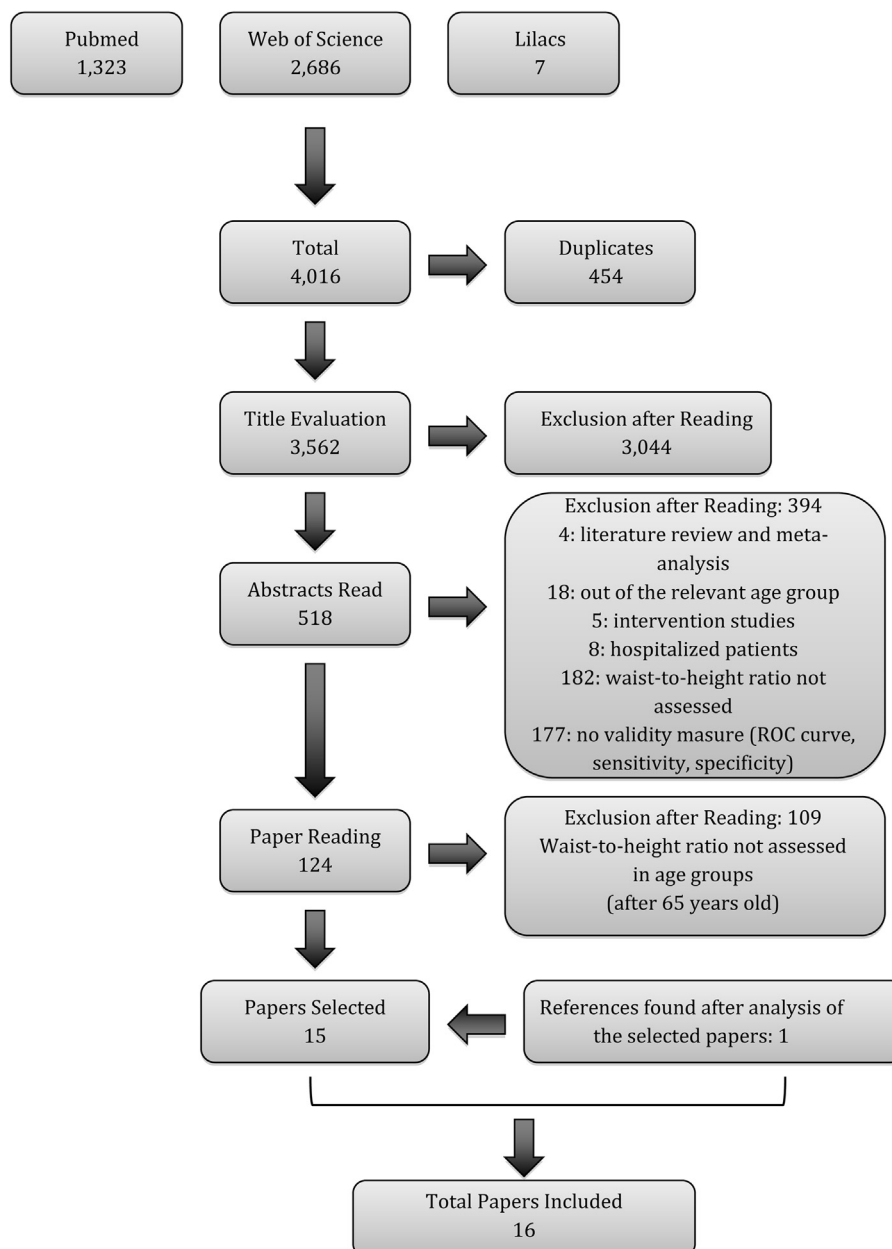 Pubmed
1,323
Web of Science
2,686
Lilacs
7
Total
4,016
Duplicates
454
Title Evaluation
3,562
Exclusion after Reading
3,044
Abstracts Read
518
Exclusion after Reading: 394
4: literature review and meta-
analysis
18: out of the relevant age group
5: intervention studies
8: hospitalized patients
182: waist-to-height ratio not
assessed
177: no validity masure (ROC curve,
sensitivity, specificity)
Paper Reading
124
Exclusion after Reading: 109
Waist-to-height ratio not assessed
in age groups
(after 65 years old)
Papers Selected
15
References found after analysis of
the selected papers: 1
Total Papers Included
16